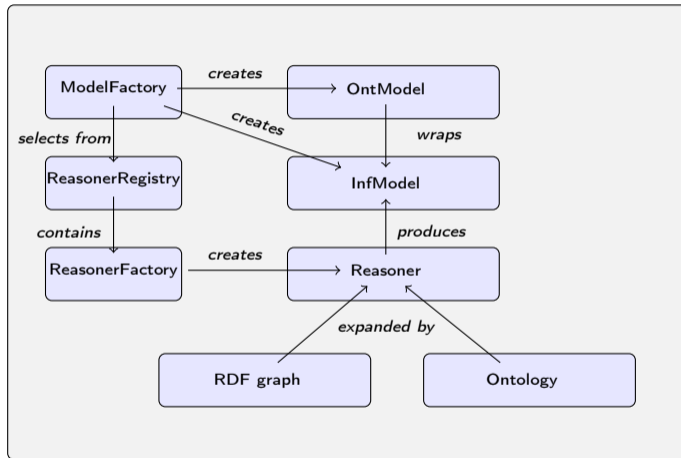 creates
ModelFactory
OntModel
creates
selects from
wraps
ReasonerRegistry
InfModel
contains
produces
creates
ReasonerFactory
Reasoner
expanded by
RDF graph
Ontology